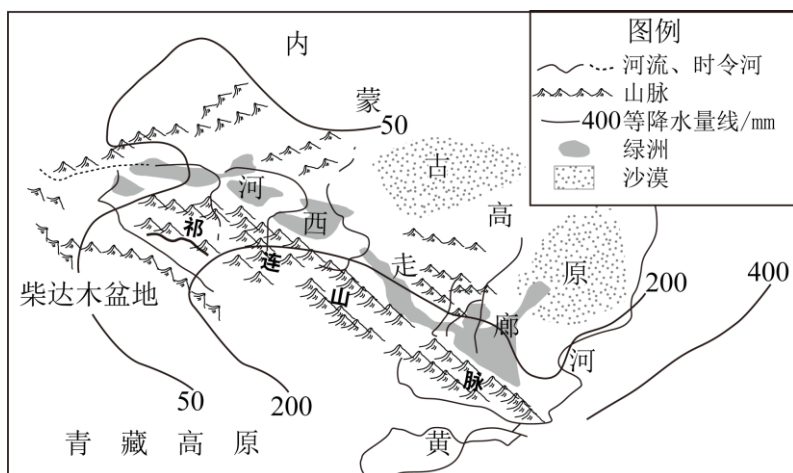 内
蒙
古
高
原
50
图例
河流、时令河
山脉
400等降水量线/mm
绿洲
沙漠
河
西
走
廊
祁
连
山
脉
柴达木盆地
200
400
河
50
200
青藏高原
黄